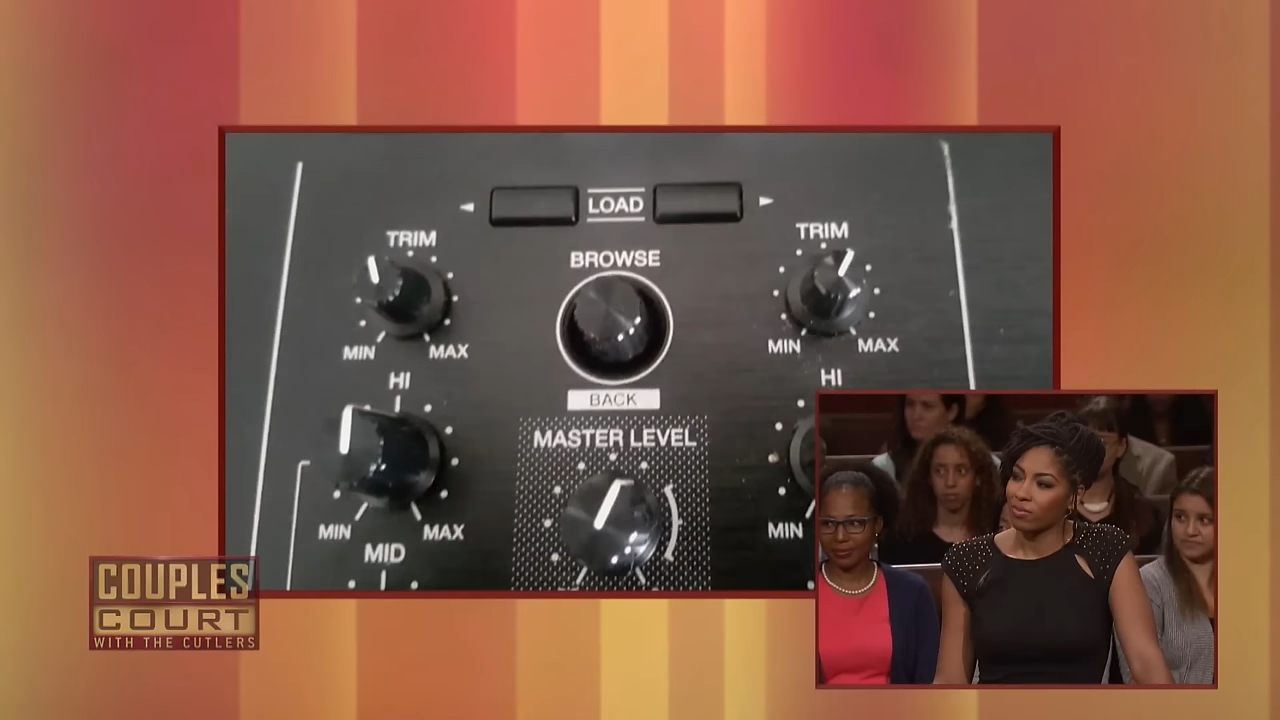 LOAD
TRIM
TRIM
BROWSE
MIN
MAX
MIN
MAX
HI
HI
BACK
MASTER LEVEL
MIN
MAX
MIN
MID
COUPLES
COURT
WITH THE CUTLERS